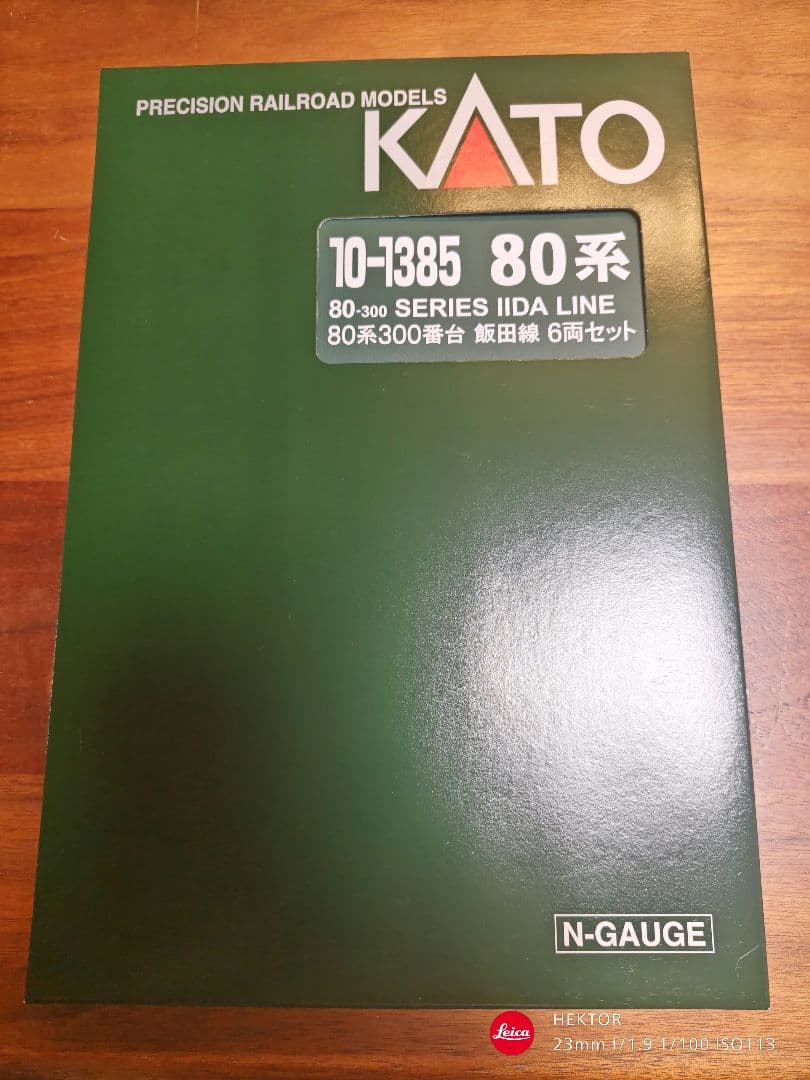 PRECISION RAILROAD MODELS
KATO
10-1385 80系
80-300 SERIES IIDA LINE
80系300番台 飯田線 6両セット
N-GAUGE
Leica
HEKTOR
23mm f/1.9 1/100 ISO113